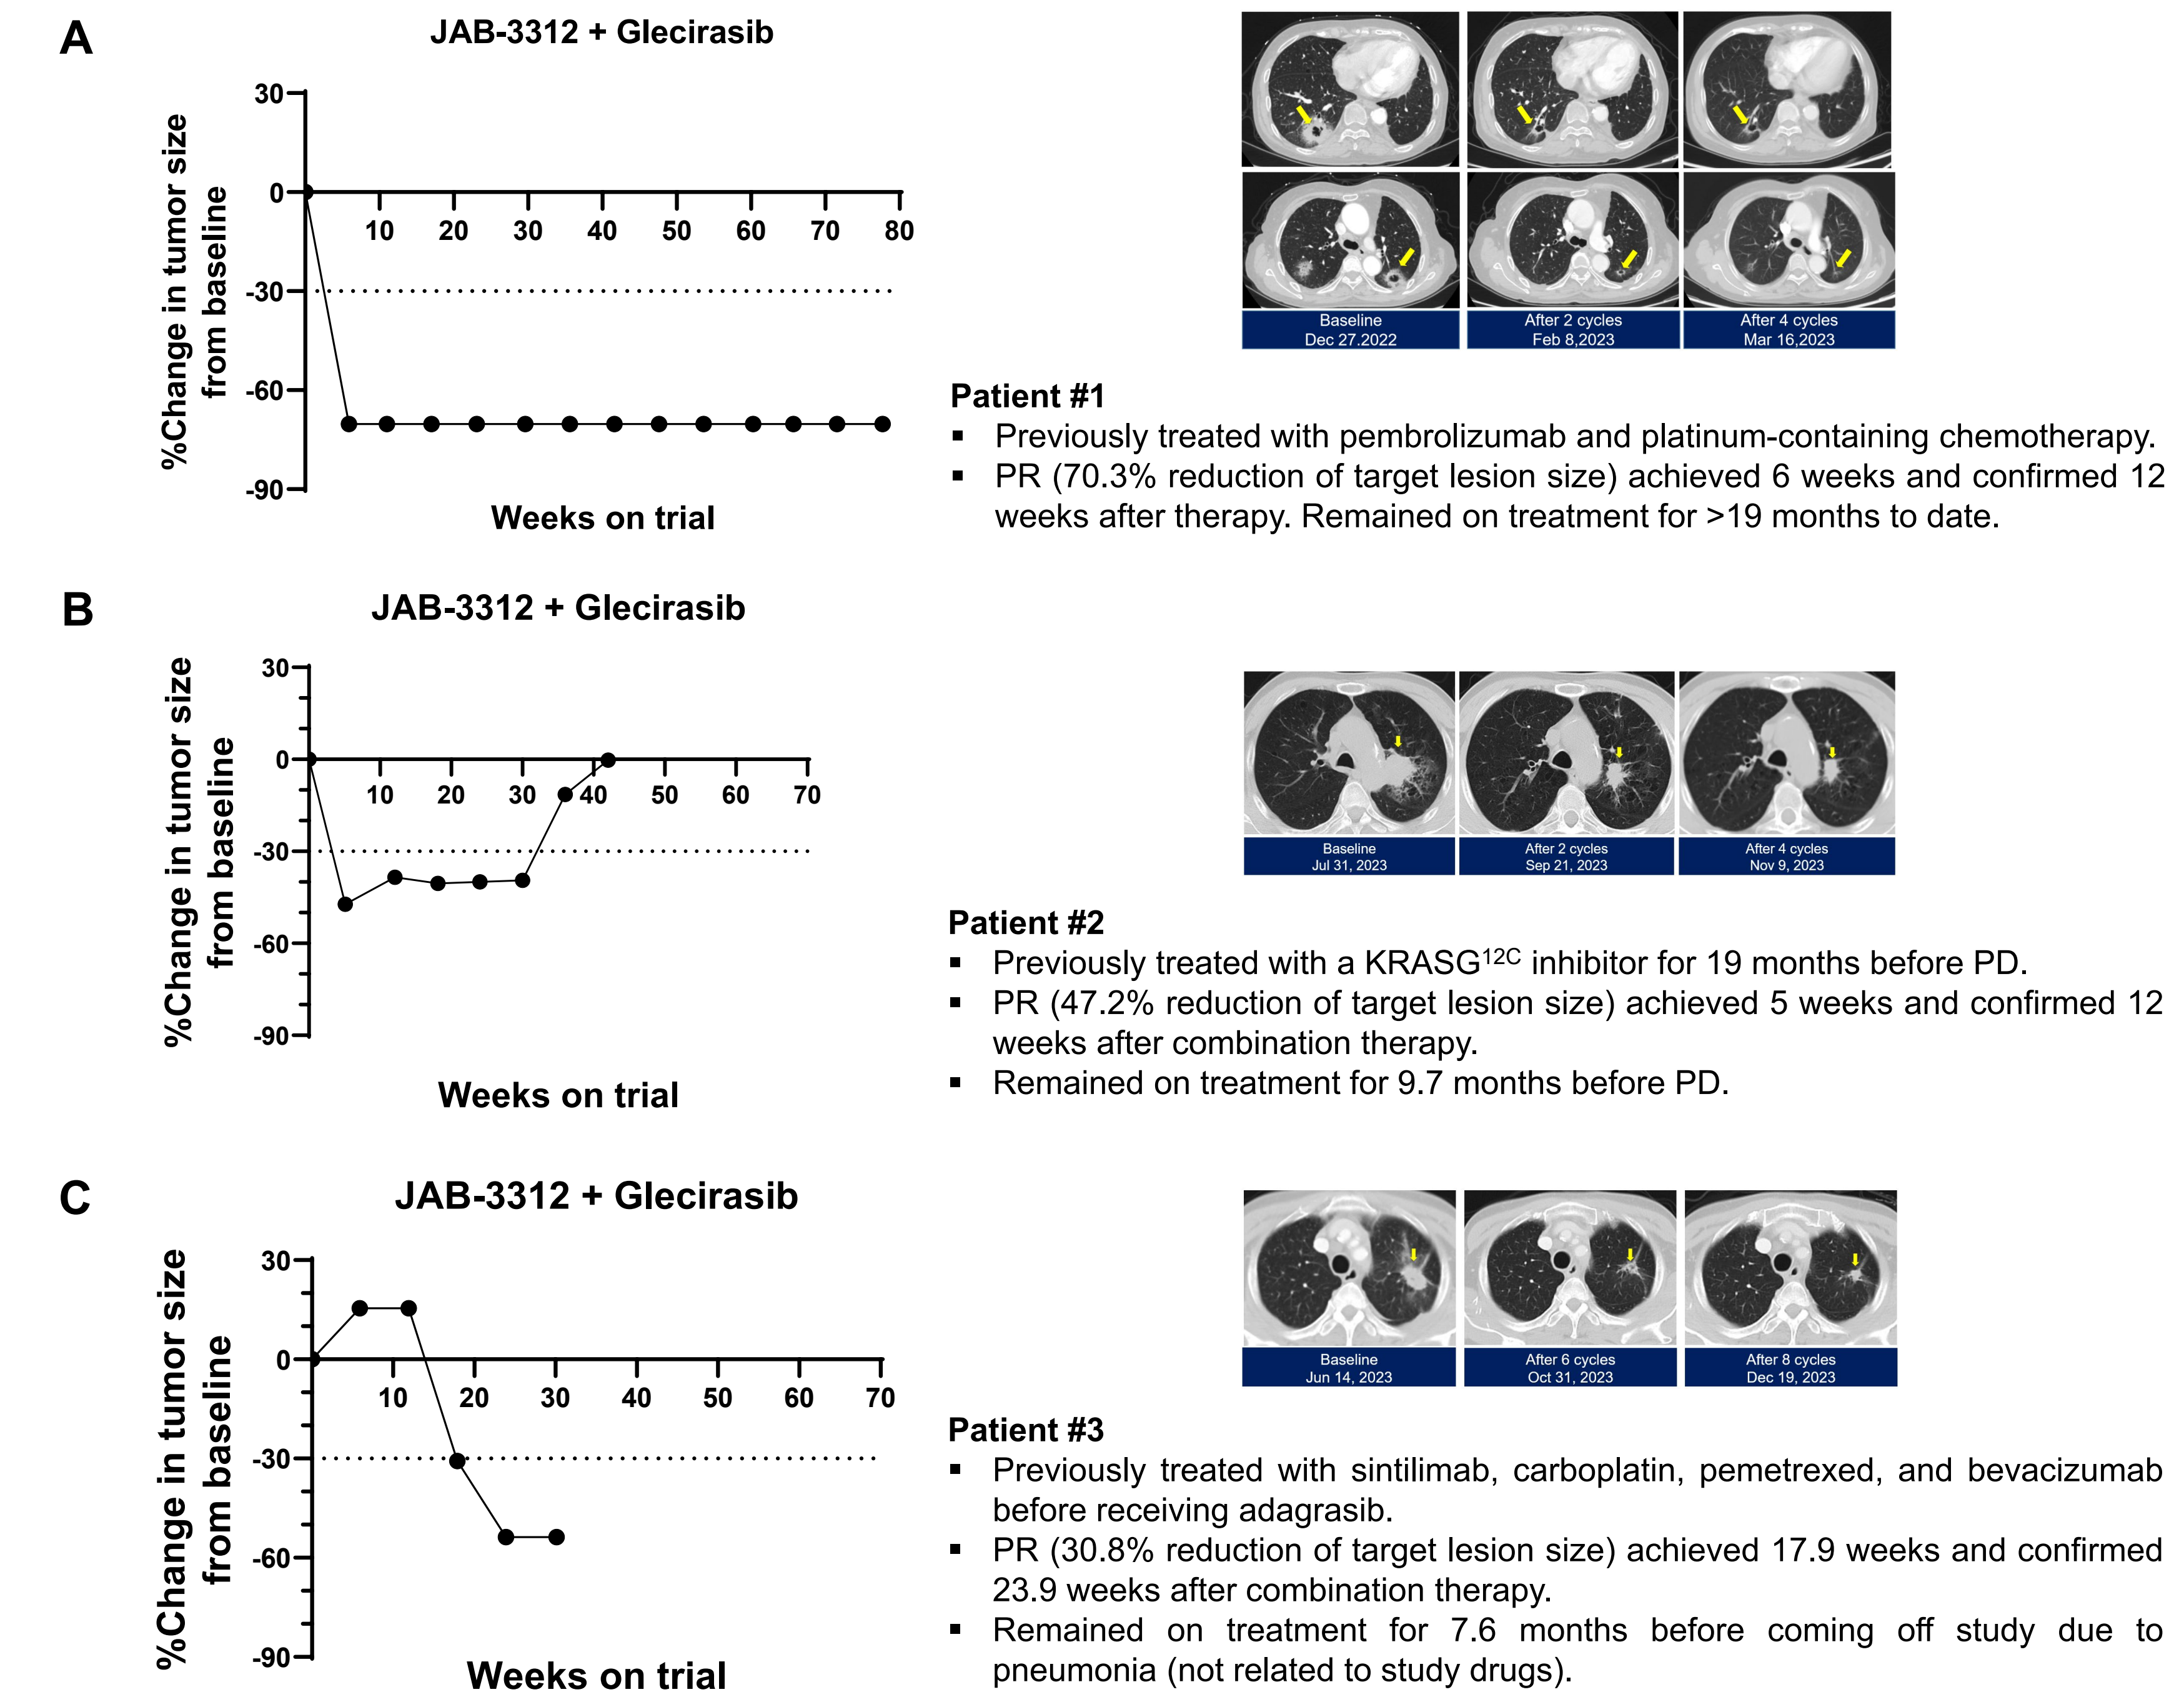 A
JAB-3312 + Glecirasib
%Change in tumor size
from baseline
30
0
-30
-60
-90
10 20 30 40 50 60 70 80
Weeks on trial
Baseline
Dec 27.2022
After 2 cycles
Feb 8,2023
After 4 cycles
Mar 16,2023
Patient #1
▪ Previously treated with pembrolizumab and platinum-containing chemotherapy.
▪ PR (70.3% reduction of target lesion size) achieved 6 weeks and confirmed 12
weeks after therapy. Remained on treatment for >19 months to date.
B
JAB-3312 + Glecirasib
%Change in tumor size
from baseline
30
0
-30
-60
-90
10 20 30 40 50 60 70
Weeks on trial
Baseline
Jul 31, 2023
After 2 cycles
Sep 21, 2023
After 4 cycles
Nov 9, 2023
Patient #2
▪ Previously treated with a KRASG12C inhibitor for 19 months before PD.
▪ PR (47.2% reduction of target lesion size) achieved 5 weeks and confirmed 12
weeks after combination therapy.
▪ Remained on treatment for 9.7 months before PD.
C
JAB-3312 + Glecirasib
%Change in tumor size
from baseline
30
0
-30
-60
-90
10 20 30 40 50 60 70
Weeks on trial
Baseline
Jun 14, 2023
After 6 cycles
Oct 31, 2023
After 8 cycles
Dec 19, 2023
Patient #3
▪ Previously treated with sintilimab, carboplatin, pemetrexed, and bevacizumab
before receiving adagrasib.
▪ PR (30.8% reduction of target lesion size) achieved 17.9 weeks and confirmed
23.9 weeks after combination therapy.
▪ Remained on treatment for 7.6 months before coming off study due to
pneumonia (not related to study drugs).